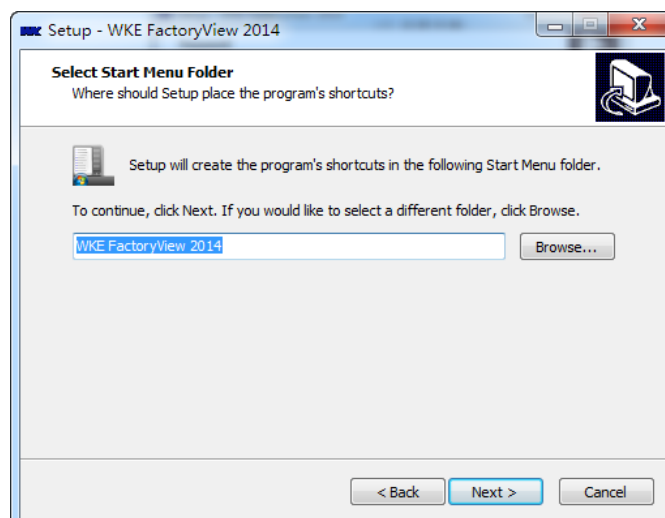 Setup - WKE FactoryView 2014
Select Start Menu Folder
Where should Setup place the program's shortcuts?
Setup will create the program's shortcuts in the following Start Menu folder.
To continue, click Next. If you would like to select a different folder, click Browse.
WKE FactoryView 2014
Browse...
< Back
Next >
Cancel